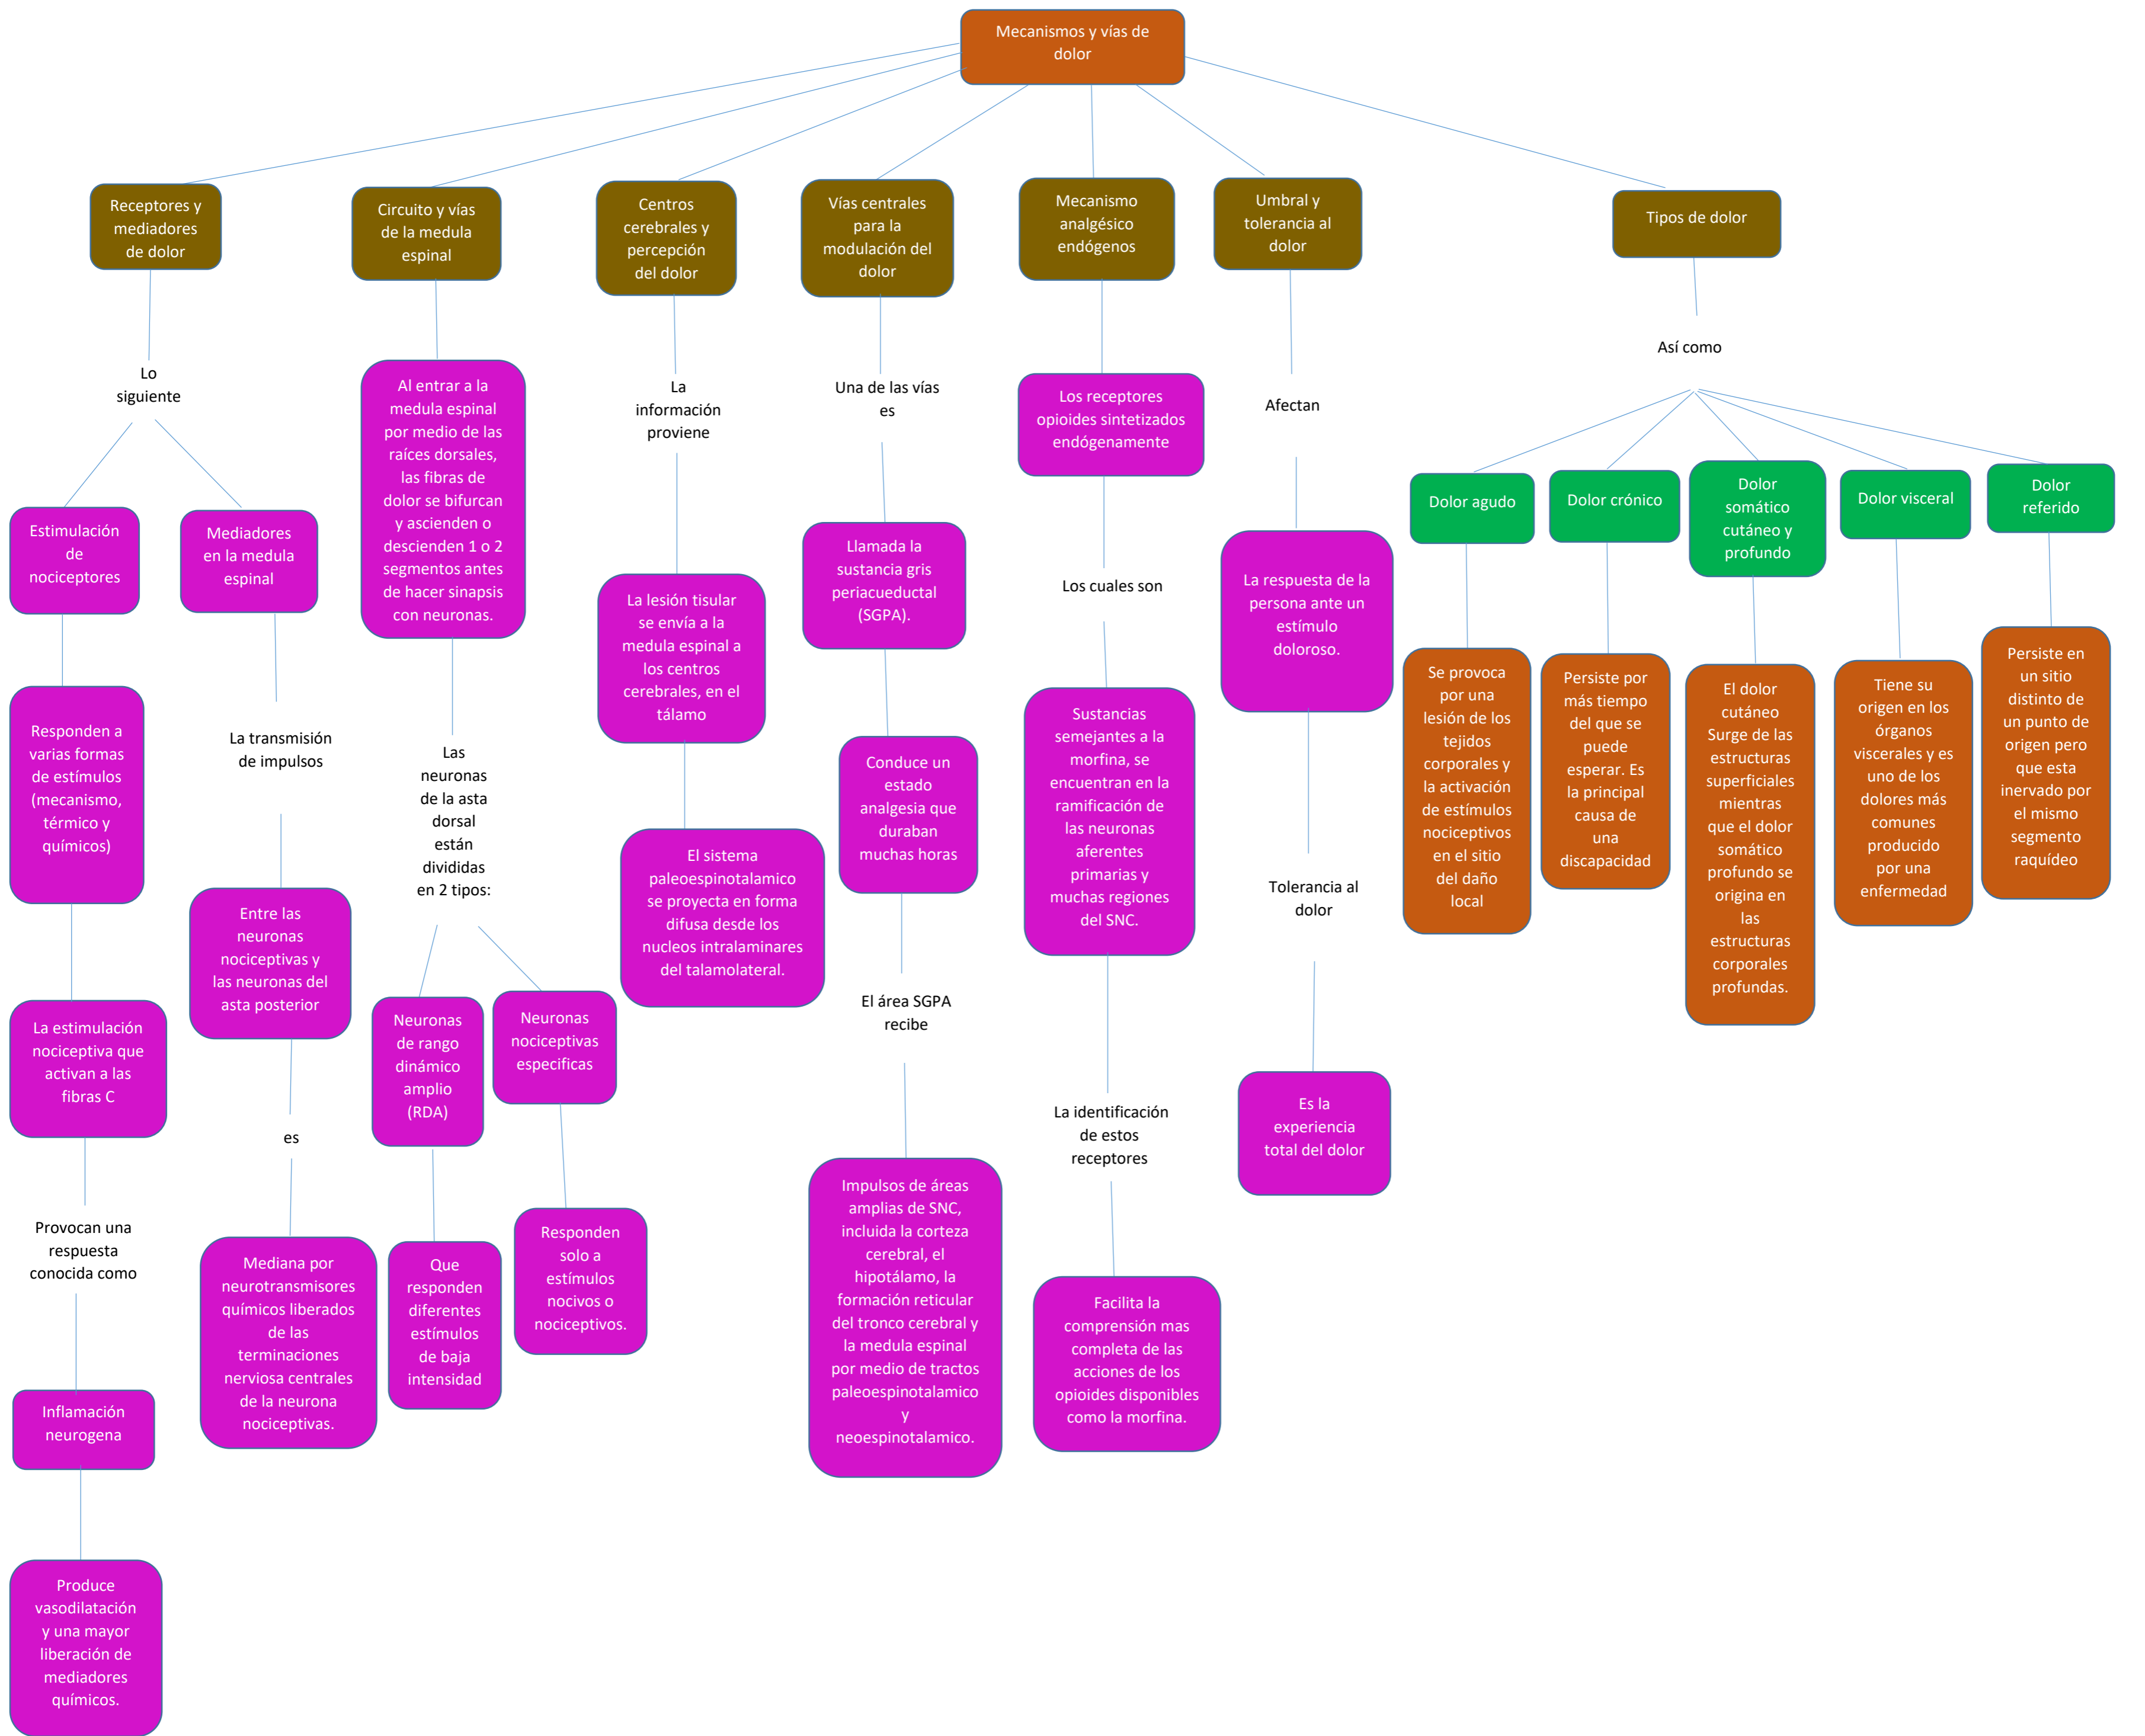 Mecanismos y vías de
dolor
Receptores y
mediadores
de dolor
Circuito y vías
de la medula
espinal
Centros
cerebrales y
percepción
del dolor
Vías centrales
para la
modulación del
dolor
Mecanismo
analgésico
endógenos
Umbral y
tolerancia al
dolor
Tipos de dolor
Lo
siguiente
Estimulación
de
nociceptores
Responden a
varias formas
de estímulos
(mecanismo,
térmico y
químicos)
La estimulación
nociceptiva que
activan a las
fibras C
Provocan una
respuesta
conocida como
Inflamación
neurogena
Produce
vasodilatación
y una mayor
liberación de
mediadores
químicos.
Mediadores
en la medula
espinal
La transmisión
de impulsos
Entre las
neuronas
nociceptivas y
las neuronas del
asta posterior
es
Mediana por
neurotransmisores
químicos liberados
de las
terminaciones
nerviosa centrales
de la neurona
nociceptivas.
Al entrar a la
medula espinal
por medio de las
raíces dorsales,
las fibras de
dolor se bifurcan
y ascienden o
descienden 1 o 2
segmentos antes
de hacer sinapsis
con neuronas.
Las
neuronas
de la asta
dorsal
están
divididas
en 2 tipos:
Neuronas
de rango
dinámico
amplio
(RDA)
Que
responden
diferentes
estímulos
de baja
intensidad
Neuronas
nociceptivas
especificas
Responden
solo a
estímulos
nocivos o
nociceptivos.
La
información
proviene
La lesión tisular
se envía a la
medula espinal a
los centros
cerebrales, en el
tálamo
El sistema
paleoespinotalamico
se proyecta en forma
difusa desde los
nucleos intralaminares
del talamolateral.
Una de las vías
es
Llamada la
sustancia gris
periacueductal
(SGPA).
Conduce un
estado
analgesia que
duraban
muchas horas
El área SGPA
recibe
Impulsos de áreas
amplias de SNC,
incluida la corteza
cerebral, el
hipotálamo, la
formación reticular
del tronco cerebral y
la medula espinal
por medio de tractos
paleoespinotalamico
y
neoespinotalamico.
Los receptores
opioides sintetizados
endógenamente
Los cuales son
Sustancias
semejantes a la
morfina, se
encuentran en la
ramificación de
las neuronas
aferentes
primarias y
muchas regiones
del SNC.
La identificación
de estos
receptores
Facilita la
comprensión mas
completa de las
acciones de los
opioides disponibles
como la morfina.
Afectan
La respuesta de la
persona ante un
estímulo
doloroso.
Tolerancia al
dolor
Es la
experiencia
total del dolor
Así como
Dolor agudo
Se provoca
por una
lesión de los
tejidos
corporales y
la activación
de estímulos
nociceptivos
en el sitio
del daño
local
Dolor crónico
Persiste por
más tiempo
del que se
puede
esperar. Es
la principal
causa de
una
discapacidad
Dolor
somático
cutáneo y
profundo
El dolor
cutáneo
Surge de las
estructuras
superficiales
mientras
que el dolor
somático
profundo se
origina en
las
estructuras
corporales
profundas.
Dolor visceral
Tiene su
origen en los
órganos
viscerales y es
uno de los
dolores más
comunes
producido
por una
enfermedad
Dolor
referido
Persiste en
un sitio
distinto de
un punto de
origen pero
que esta
inervado por
el mismo
segmento
raquídeo